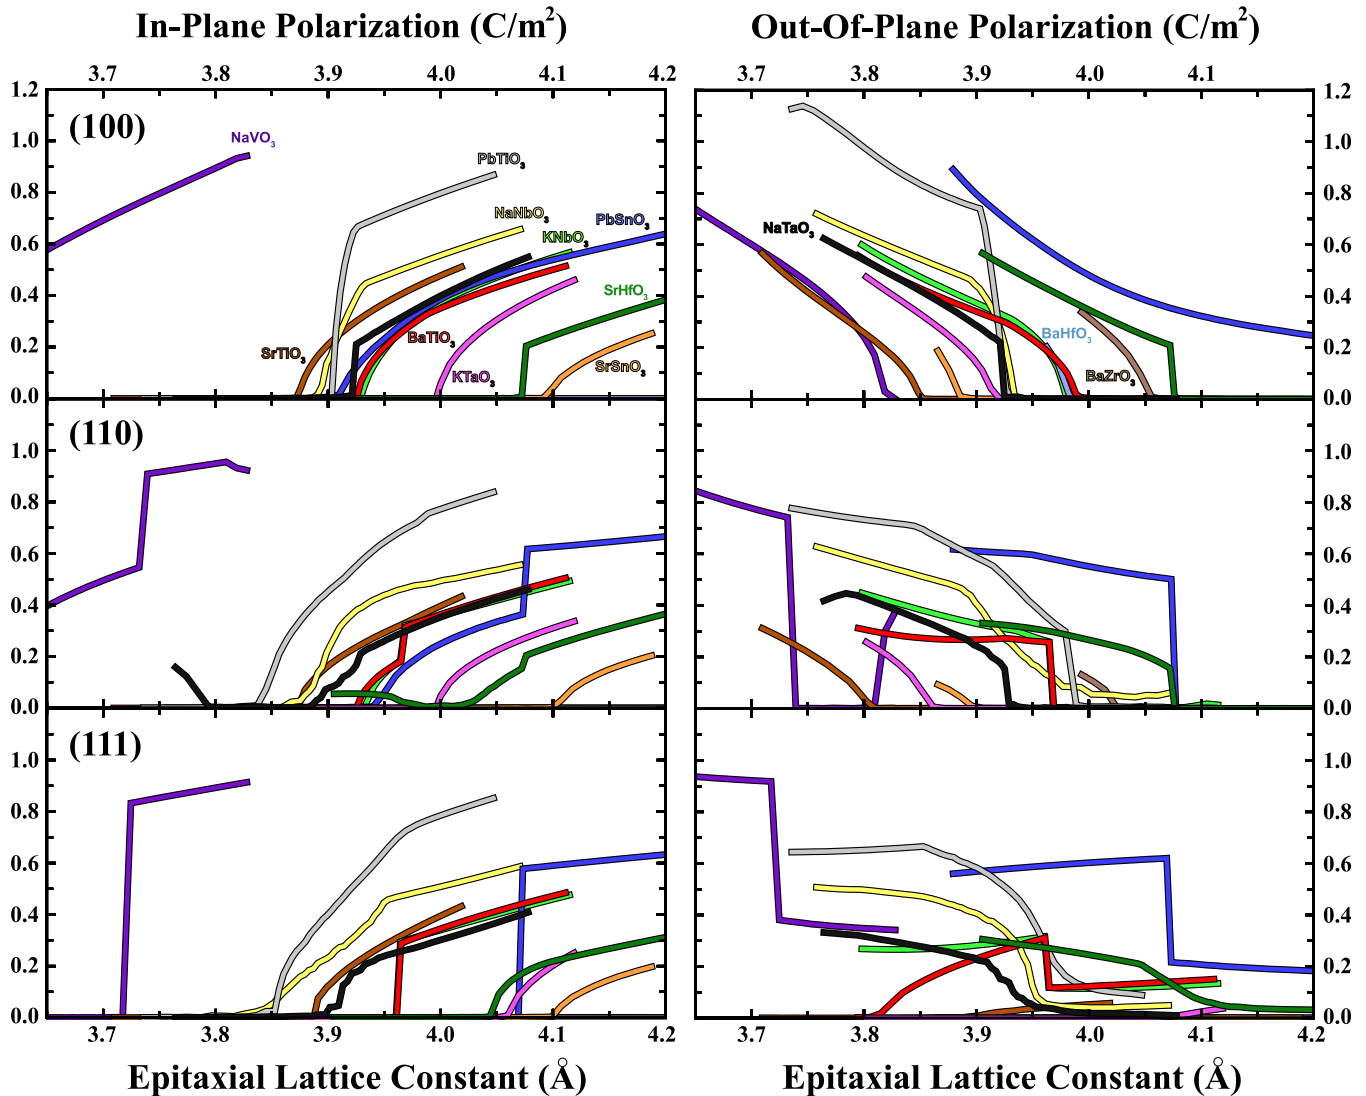 In-Plane Polarization (C/m²)
Out-Of-Plane Polarization (C/m²)
3.7 3.8 3.9 4.0 4.1 4.2
3.7 3.8 3.9 4.0 4.1
1.2
1.0
0.8
0.6
0.4
0.2
0.0
(100)
NaVO₃
PbTiO₃
NaNbO₃
PbSnO₃
KNbO₃
SrHfO₃
BaTiO₃
SrTiO₃
KTaO₃
SrSnO₃
NaTaO₃
BaHfO₃
BaZrO₃
1.2
1.0
0.8
0.6
0.4
0.2
0.0
(110)
1.0
0.8
0.6
0.4
0.2
0.0
1.0
0.8
0.6
0.4
0.2
0.0
(111)
1.0
0.8
0.6
0.4
0.2
0.0
1.0
0.8
0.6
0.4
0.2
0.0
3.7 3.8 3.9 4.0 4.1 4.2
3.7 3.8 3.9 4.0 4.1 4.2
Epitaxial Lattice Constant (Å)
Epitaxial Lattice Constant (Å)